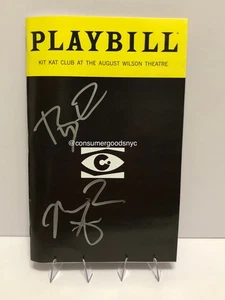 PLAYBILL
KIT KAT CLUB AT THE AUGUST WILSON THEATRE
@consumergoodsnyc